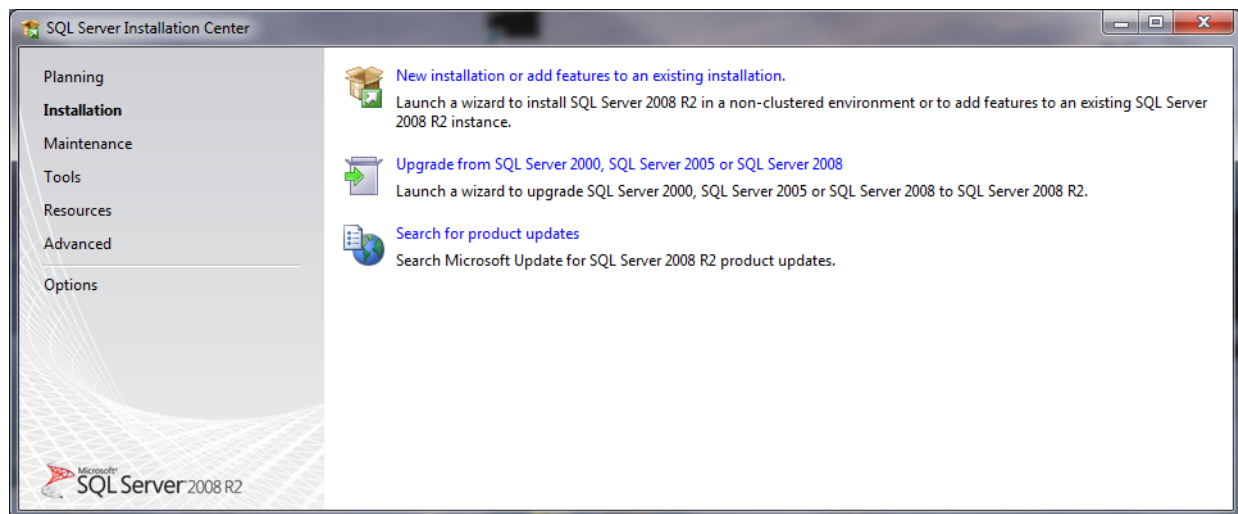 SQL Server Installation Center
Planning
Installation
Maintenance
Tools
Resources
Advanced
Options
Microsoft
SQL Server 2008 R2
New installation or add features to an existing installation.
Launch a wizard to install SQL Server 2008 R2 in a non-clustered environment or to add features to an existing SQL Server
2008 R2 instance.
Upgrade from SQL Server 2000, SQL Server 2005 or SQL Server 2008
Launch a wizard to upgrade SQL Server 2000, SQL Server 2005 or SQL Server 2008 to SQL Server 2008 R2.
Search for product updates
Search Microsoft Update for SQL Server 2008 R2 product updates.